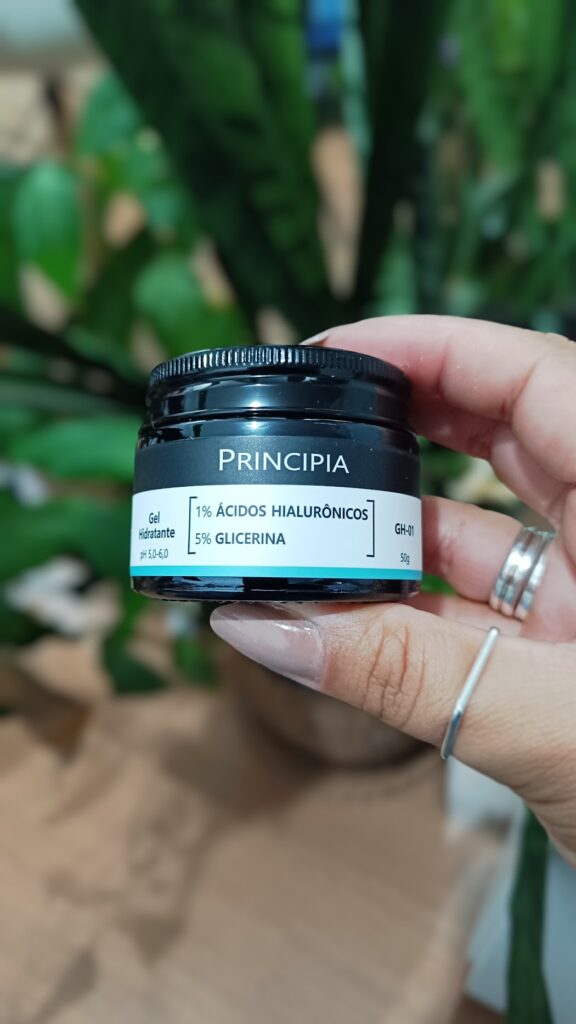 PRINCIPIA
Gel
Hidratante
pH 5,0-6,0
1% ÁCIDOS HIALURÔNICOS
5% GLICERINA
GH-01
50g